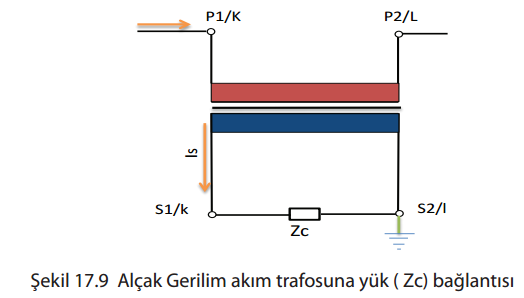 P1/K
P2/L
Is
S1/k
S2/l
Zc
Şekil 17.9 Alçak Gerilim akım trafosuna yük ( Zc) bağlantısı